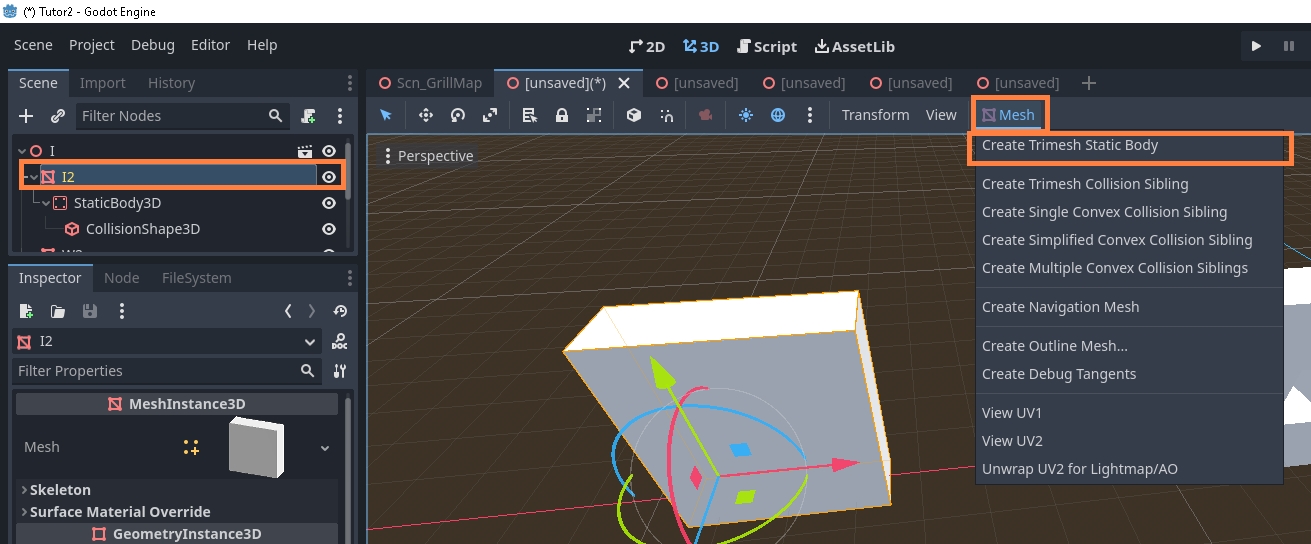 (*) Tutor2 - Godot Engine
Scene Project Debug Editor Help
2D 3D Script AssetLib
Scene Import History
Scn_GrillMap [unsaved](*) [unsaved] [unsaved] [unsaved] [unsaved]
Filter Nodes
Transform View Mesh
I
I2
StaticBody3D
CollisionShape3D
Perspective
Create Trimesh Static Body
Create Trimesh Collision Sibling
Create Single Convex Collision Sibling
Create Simplified Convex Collision Sibling
Create Multiple Convex Collision Siblings
Create Navigation Mesh
Create Outline Mesh...
Create Debug Tangents
View UV1
View UV2
Unwrap UV2 for Lightmap/AO
Inspector Node FileSystem
I2
DOC
Filter Properties
MeshInstance3D
Mesh
Skeleton
Surface Material Override
GeometryInstance3D